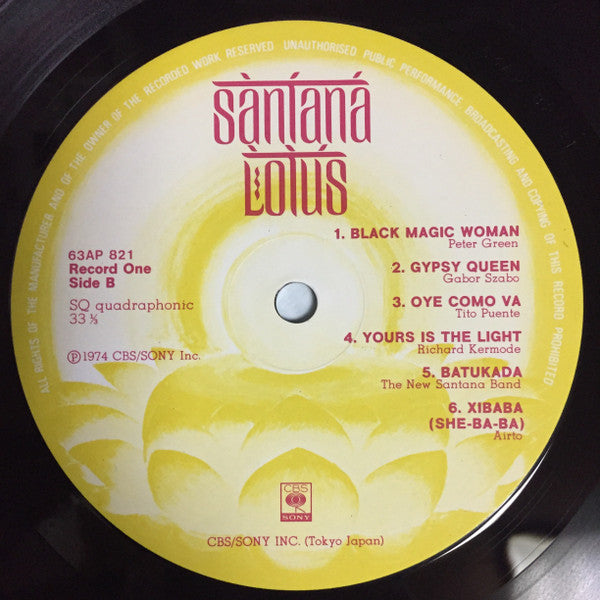 ALL RIGHTS OF THE MANUFACTURER AND OF THE OWNER OF THE RECORDED WORK RESERVED UNAUTHORISED PUBLIC PERFORMANCE BROADCASTING AND COPYING OF THIS RECORD PROHIBITED
sàntáná
Lòtús
1. BLACK MAGIC WOMAN
Peter Green
63AP 821
Record One
Side B
2. GYPSY QUEEN
Gabor Szabo
SQ quadraphonic
33 ⅓
3. OYE COMO VA
Tito Puente
4. YOURS IS THE LIGHT
Richard Kermode
Ⓟ1974 CBS/SONY Inc.
5. BATUKADA
The New Santana Band
6. XIBABA
(SHE-BA-BA)
Airto
CBS
SONY
CBS/SONY INC. (Tokyo Japan)